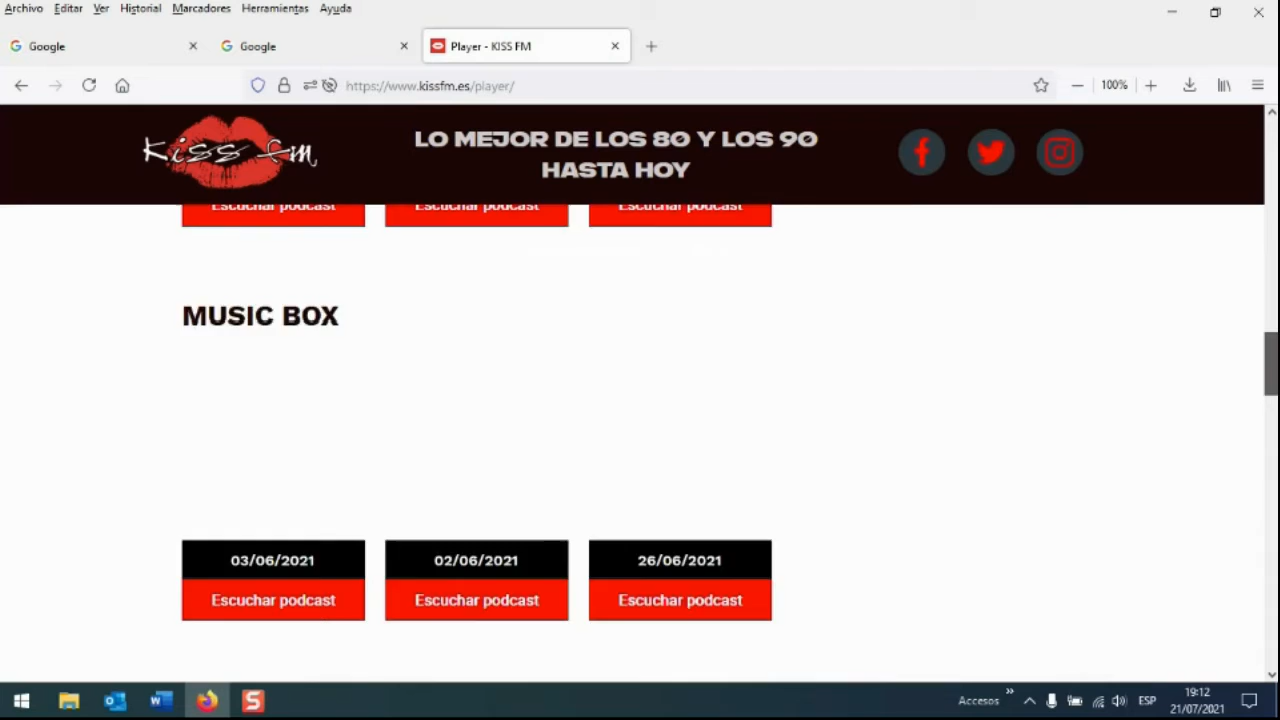 Archivo Editar Ver Historial Marcadores Herramientas Ayuda
Google
Google
Player - KISS FM
https://www.kissfm.es/player/
100%
Kiss fm
LO MEJOR DE LOS 80 Y LOS 90
HASTA HOY
Escuchar podcast Escuchar podcast Escuchar podcast
MUSIC BOX
03/06/2021 02/06/2021 26/06/2021
Escuchar podcast Escuchar podcast Escuchar podcast
Accesos » ESP 19:12
21/07/2021